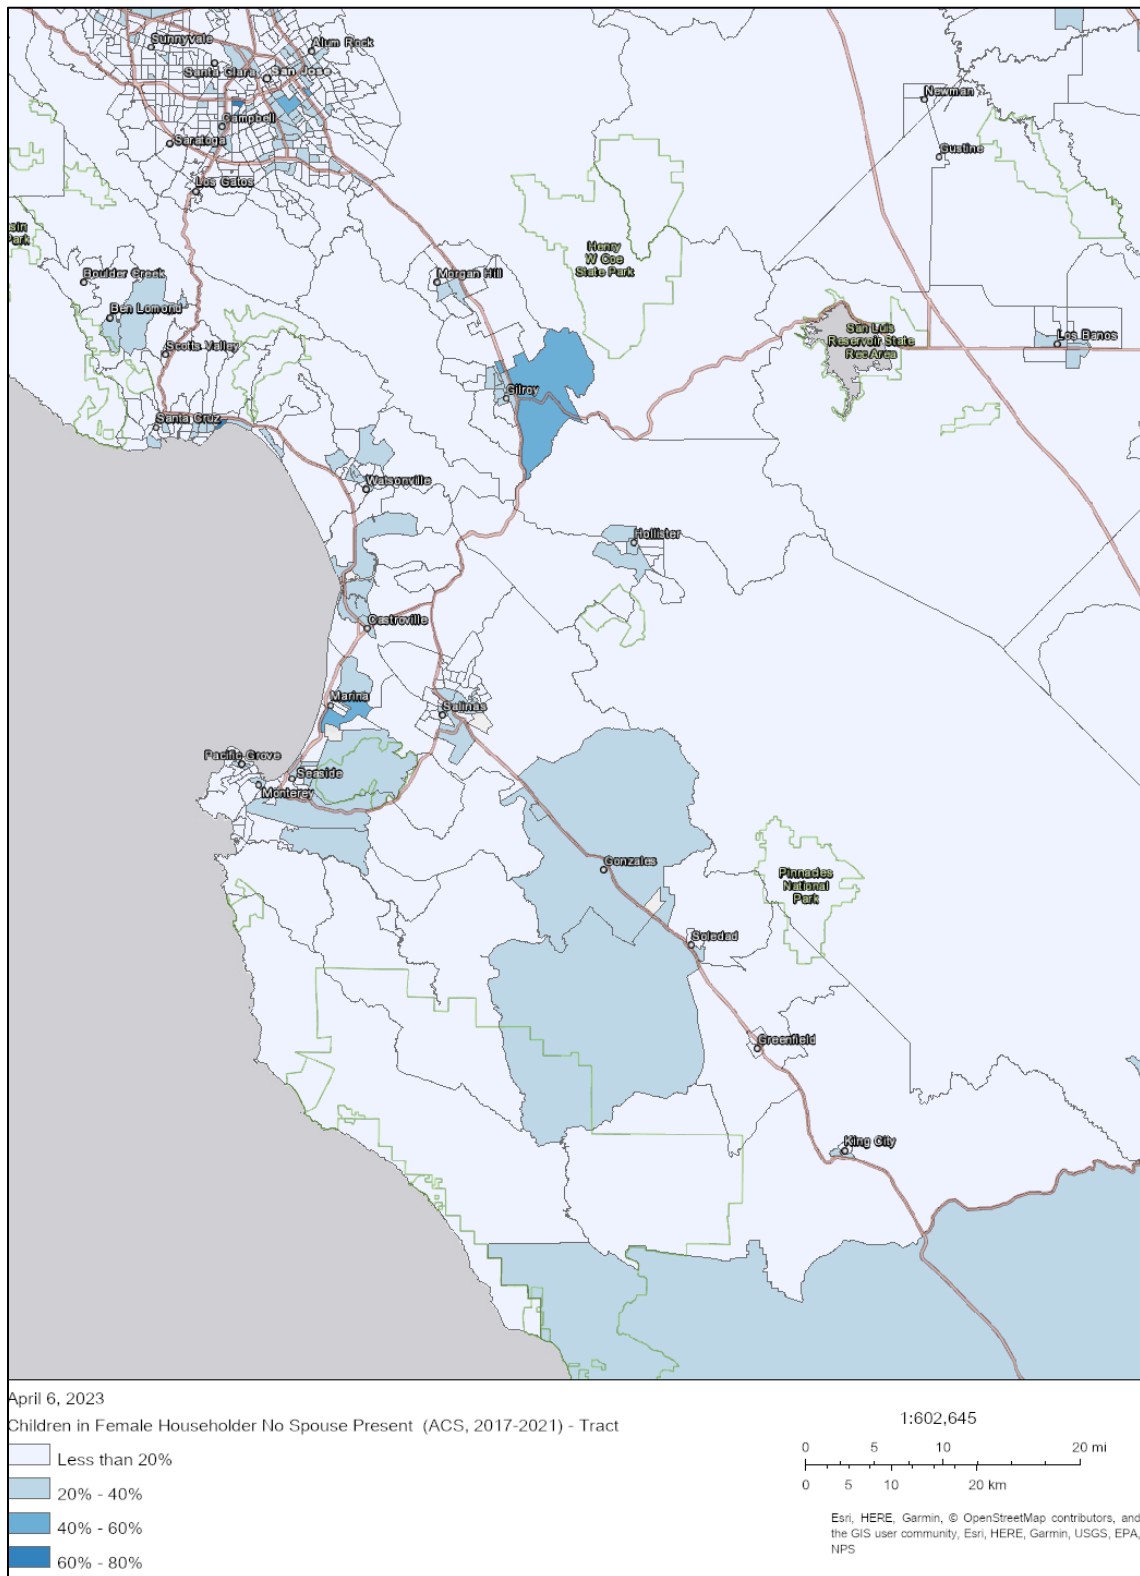 Sunnyvale
Alum Rock
Santa Clara
San Jose
Campbell
Saratoga
Los Gatos
Newman
Gustine
sin
Park
Henry
W Coe
State Park
Boulder Creek
Morgan Hill
Ben Lomond
Scotts Valley
San Luis
Reservoir State
Rec Area
Los Banos
Gilroy
Santa Cruz
Watsonville
Hollister
Castroville
Marina
Salinas
Pacific Grove
Seaside
Monterey
Gonzales
Pinnacles
National
Park
Soledad
Greenfield
King City
April 6, 2023
Children in Female Householder No Spouse Present (ACS, 2017-2021) - Tract
Less than 20%
20% - 40%
40% - 60%
60% - 80%
1:602,645
0 5 10 20 mi
0 5 10 20 km
Esri, HERE, Garmin, © OpenStreetMap contributors, and
the GIS user community, Esri, HERE, Garmin, USGS, EPA,
NPS